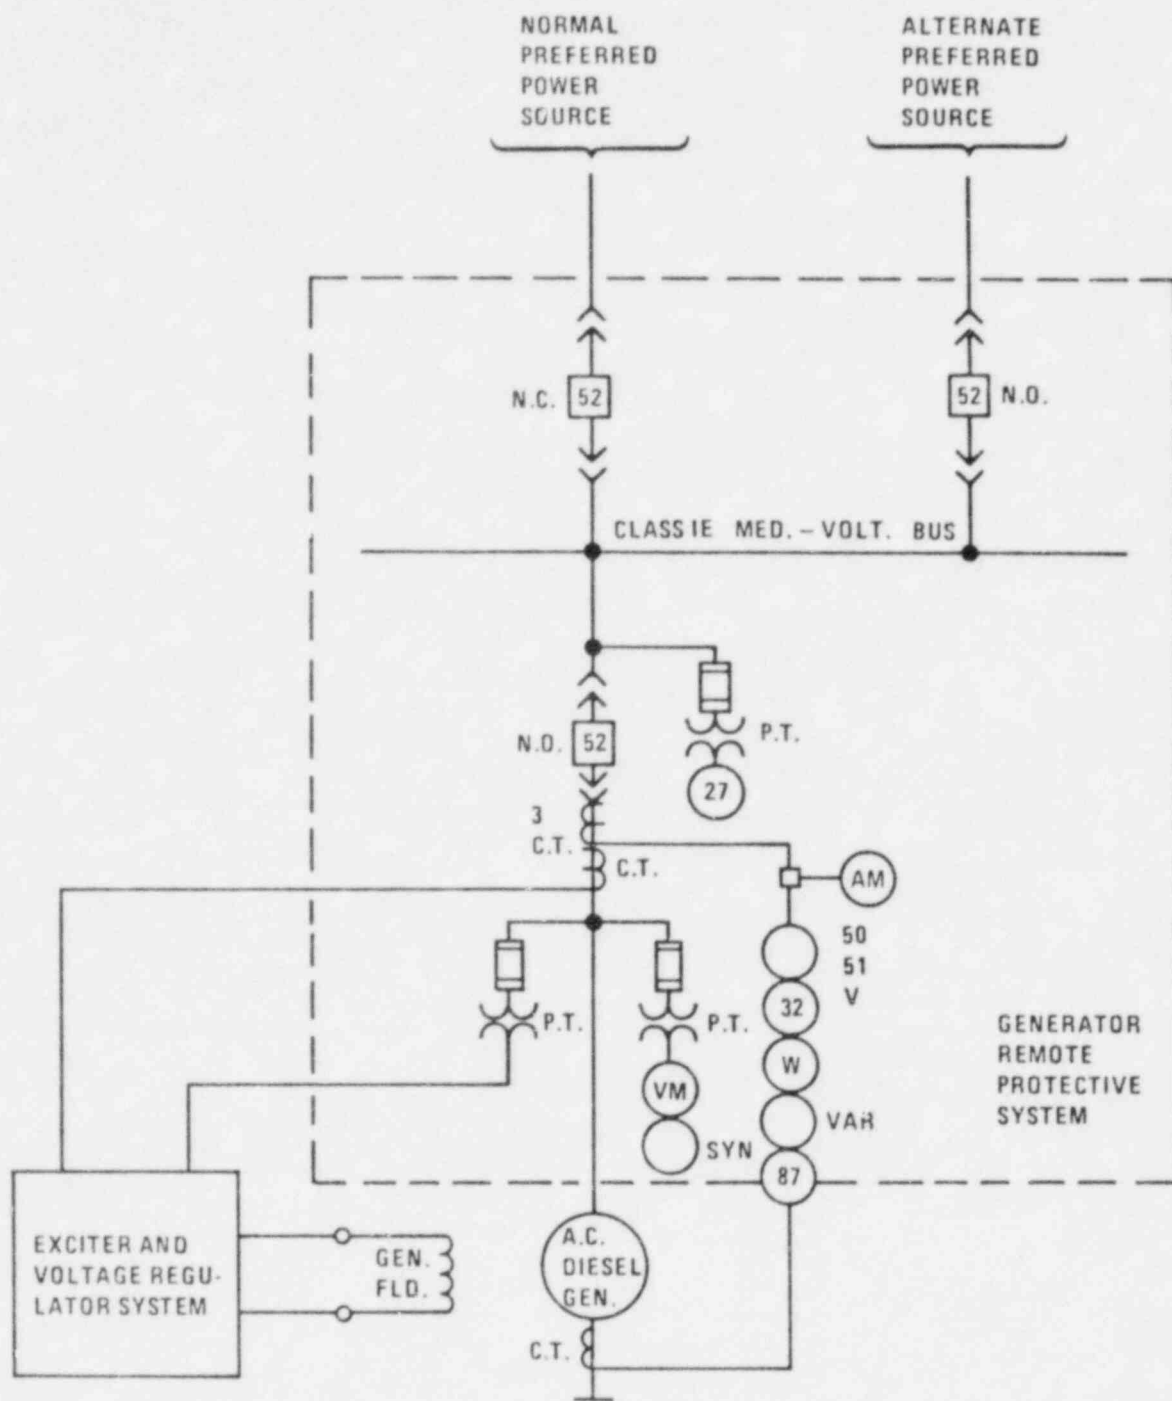 NORMAL
PREFERRED
POWER
SOURCE
ALTERNATE
PREFERRED
POWER
SOURCE
N.C. 52
52 N.O.
CLASS IE MED. – VOLT. BUS
N.O. 52
P.T.
27
3
C.T.
C.T.
AM
50
51
V
32
P.T.
P.T.
W
VM
VAR
SYN
87
GENERATOR
REMOTE
PROTECTIVE
SYSTEM
EXCITER AND
VOLTAGE REGU-
LATOR SYSTEM
GEN.
FLD.
A.C.
DIESEL
GEN.
C.T.